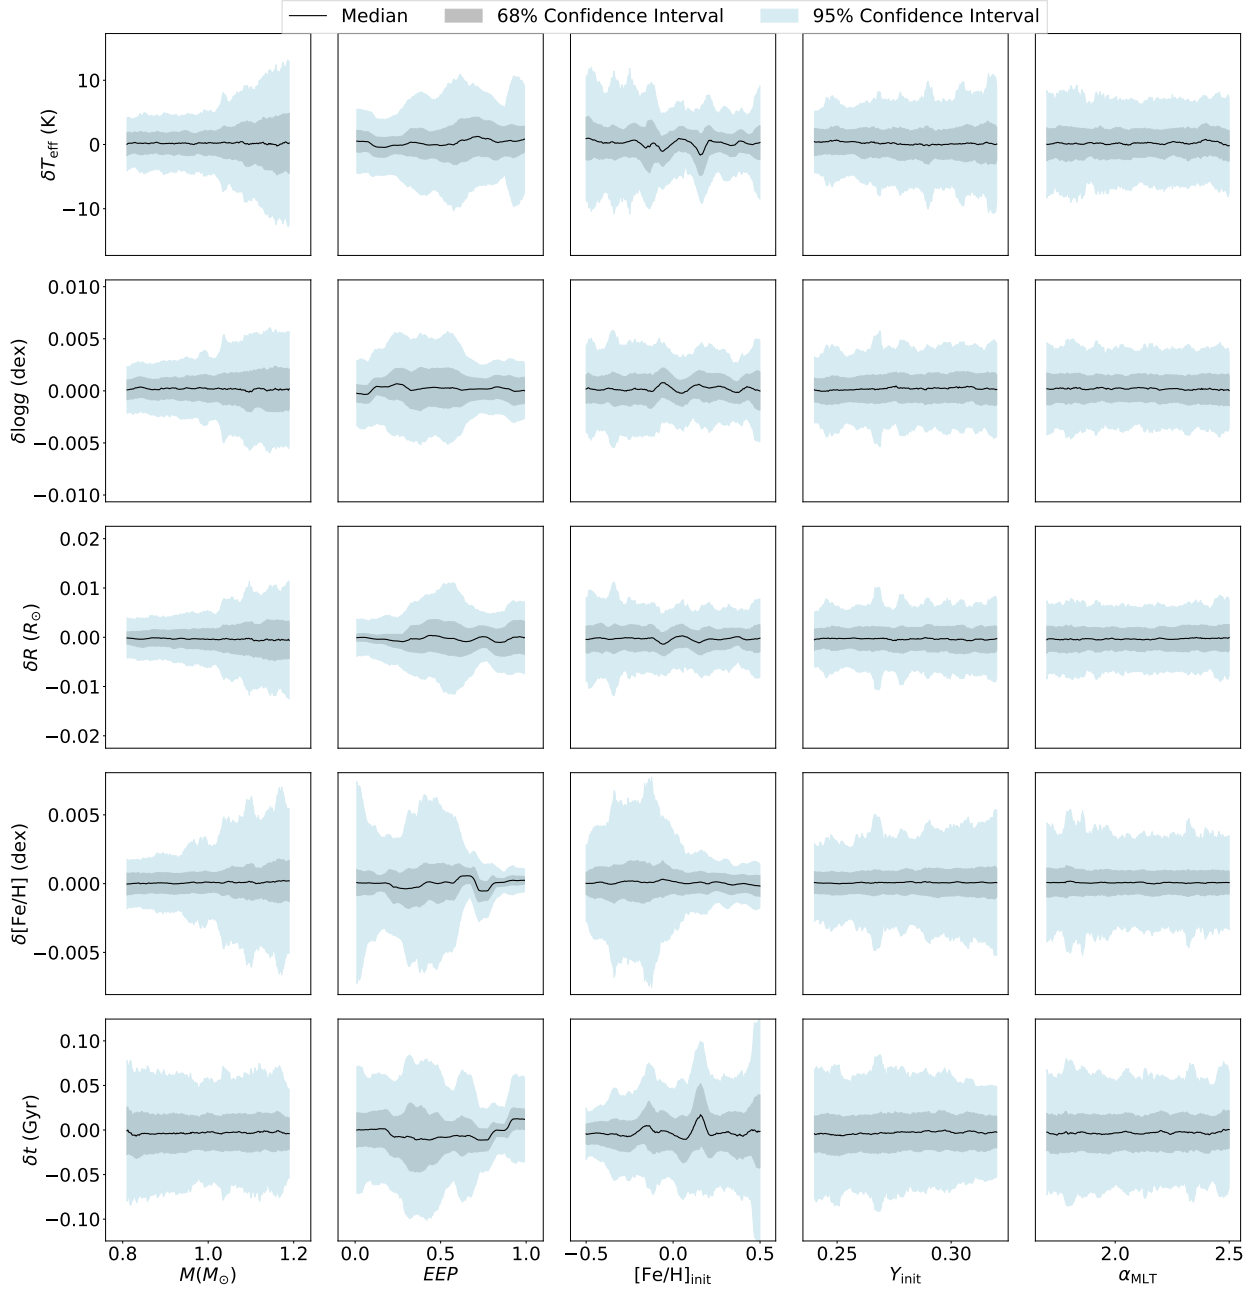 Median 68% Confidence Interval 95% Confidence Interval
10
0
−10
δT_eff (K)
0.010
0.005
0.000
−0.005
−0.010
δlogg (dex)
0.02
0.01
0.00
−0.01
−0.02
δR (R_⊙)
0.005
0.000
−0.005
δ[Fe/H] (dex)
0.10
0.05
0.00
−0.05
−0.10
δt (Gyr)
0.8 1.0 1.2 0.0 0.5 1.0 −0.5 0.0 0.5 0.25 0.30 2.0 2.5
M(M_⊙) EEP [Fe/H]_init Y_init α_MLT